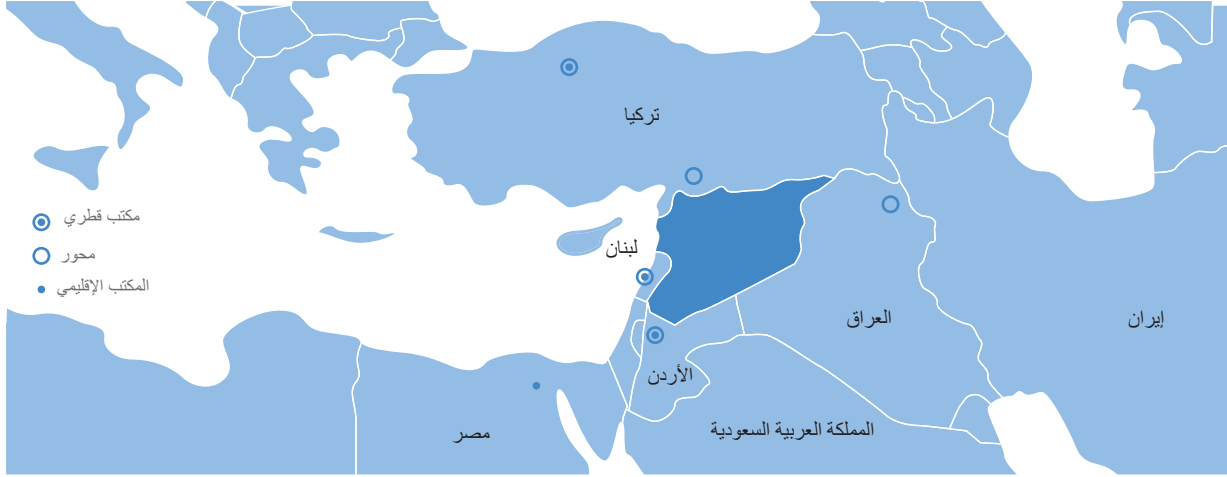 تركيا
مكتب قطري
محور
المكتب الإقليمي
لبنان
العراق
إيران
الأردن
المملكة العربية السعودية
مصر